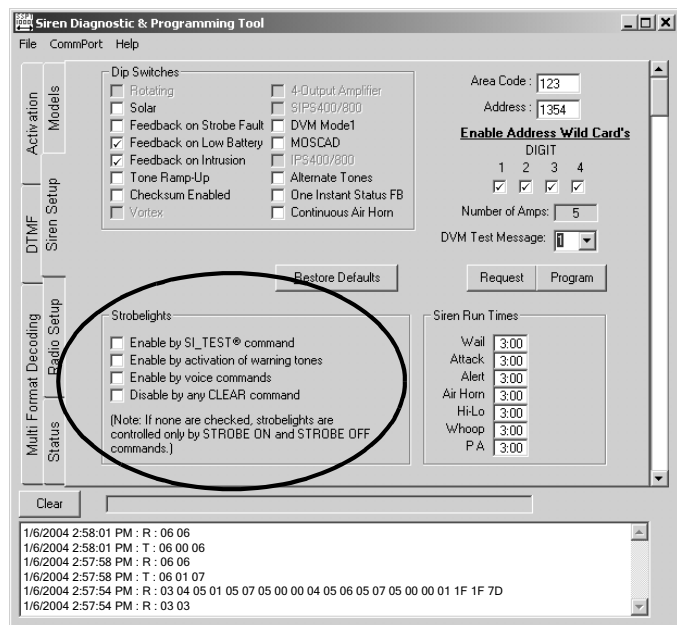 Siren Diagnostic & Programming Tool
File CommPort Help
Activation
Models
DTMF
Siren Setup
Multi Format Decoding
Radio Setup
Status
Dip Switches
Rotating
Solar
Feedback on Strobe Fault
Feedback on Low Battery
Feedback on Intrusion
Tone Ramp-Up
Checksum Enabled
Vortex
4-Output Amplifier
SIPS400/800
DVM Mode1
MOSCAD
IPS400/800
Alternate Tones
One Instant Status FB
Continuous Air Horn
Area Code : 123
Address : 1354
Enable Address Wild Card's
DIGIT
1 2 3 4
Number of Amps: 5
DVM Test Message: 1
Restore Defaults
Request Program
Strobelights
Enable by SI_TEST® command
Enable by activation of warning tones
Enable by voice commands
Disable by any CLEAR command
(Note: If none are checked, strobelights are
controlled only by STROBE ON and STROBE OFF
commands.)
Siren Run Times
Wail 3:00
Attack 3:00
Alert 3:00
Air Horn 3:00
Hi-Lo 3:00
Whoop 3:00
P A 3:00
Clear
1/6/2004 2:58:01 PM : R : 06 06
1/6/2004 2:58:01 PM : T : 06 00 06
1/6/2004 2:57:58 PM : R : 06 06
1/6/2004 2:57:58 PM : T : 06 01 07
1/6/2004 2:57:54 PM : R : 03 04 05 01 05 07 05 00 00 04 05 06 05 07 05 00 00 01 1F 1F 7D
1/6/2004 2:57:54 PM : R : 03 03